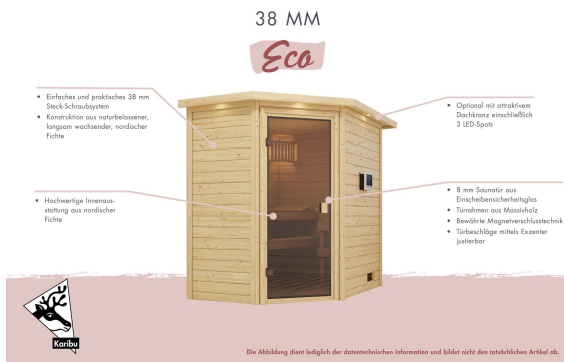 38 MM
Eco
• Einfaches und praktisches 38 mm
Steck-Schraubsystem
• Konstruktion aus naturbelassener,
langsam wachsender, nordischer
Fichte
• Optional mit attraktivem
Dachkranz einschließlich
3 LED-Spots
• Hochwertige Innenaus-
stattung aus nordischer
Fichte
• 8 mm Saunatür aus
Einscheibensicherheitsglas
• Türrahmen aus Massivholz
• Bewährte Magnetverschlusstechnik
• Türbeschläge mittels Exzenter
justierbar
Karibu
Die Abbildung dient lediglich der datentechnischen Information und bildet nicht den tatsächlichen Artikel ab.